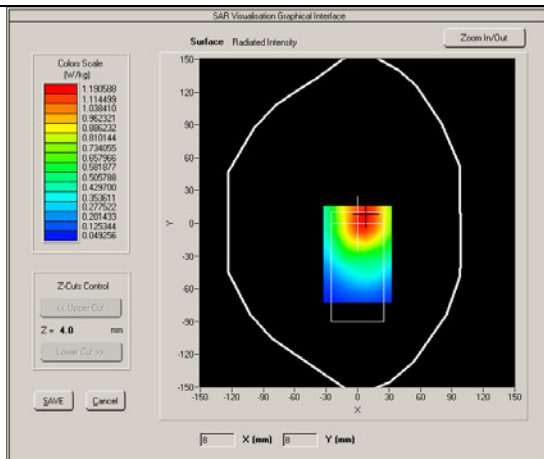 SAR Visualisation Graphical Interface
Surface Radiated Intensity
Zoom In/Out
Colors Scale
(W/kg)
1.190588
1.114499
1.038410
0.962321
0.886232
0.810144
0.734055
0.657966
0.581877
0.505788
0.429700
0.353611
0.277522
0.201433
0.125344
0.049256
Z-Cuts Control
<< Upper Cut
Z = 4.0 mm
Lower Cut >>
SAVE Cancel
Y
150
120
90
60
30
0
-30
-60
-90
-120
-150
-150 -120 -90 -60 -30 0 30 60 90 120 150
X
8 X (mm) 8 Y (mm)